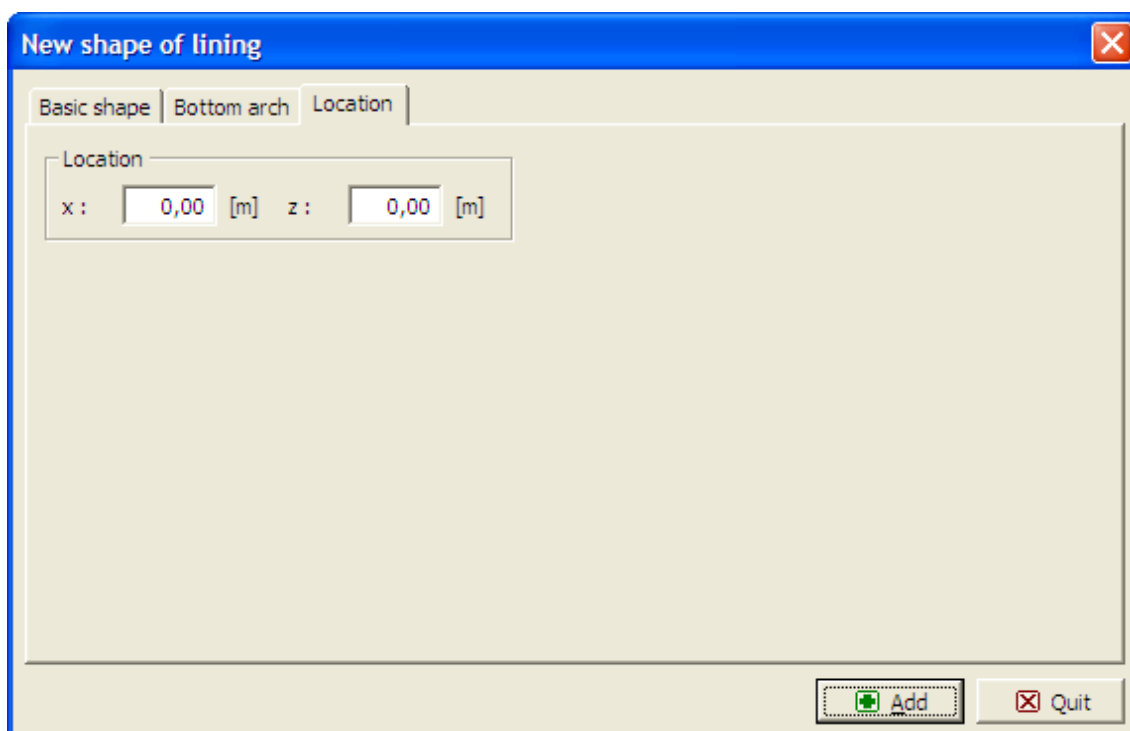 New shape of lining
Basic shape Bottom arch Location
Location
x : 0,00 [m] z : 0,00 [m]
Add Quit